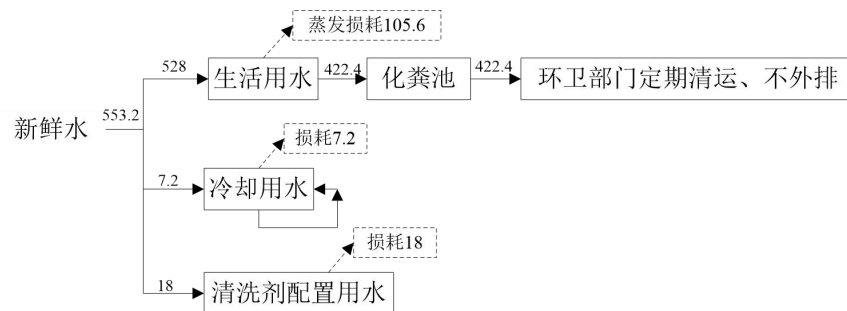 蒸发损耗105.6
528
生活用水
422.4
化粪池
422.4
环卫部门定期清运、不外排
新鲜水
553.2
损耗7.2
7.2
冷却用水
损耗18
18
清洗剂配置用水